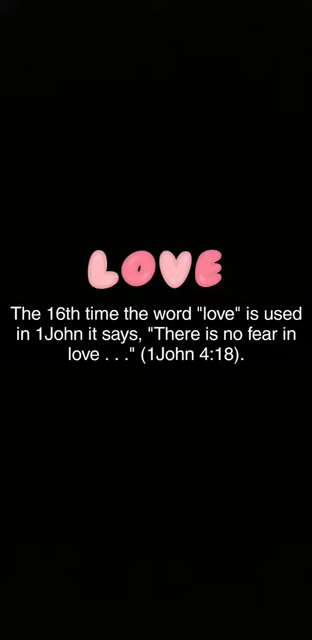 LOVE
The 16th time the word "love" is used
in 1John it says, "There is no fear in
love . . ." (1John 4:18).